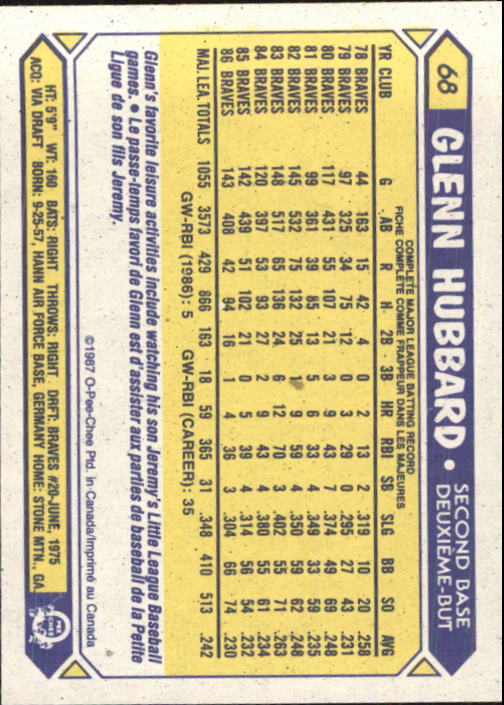 68
GLENN HUBBARD • SECOND BASE
DEUXIÈME-BUT
COMPLETE MAJOR LEAGUE BATTING RECORD
FICHE COMPLÈTE COMME FRAPPEUR DANS LES MAJEURES
YR CLUB G AB R H 2B 3B HR RBI SB SLG BB SO AVG
78 BRAVES 44 163 15 42 4 0 2 13 2 .319 10 20 .258
79 BRAVES 97 325 34 75 12 0 3 29 0 .295 27 43 .231
80 BRAVES 117 431 55 107 21 3 9 43 7 .374 49 69 .248
81 BRAVES 99 361 39 85 13 5 6 33 4 .349 33 59 .235
82 BRAVES 145 532 75 132 25 1 9 59 4 .350 59 62 .248
83 BRAVES 148 517 65 136 24 6 12 70 3 .402 55 71 .263
84 BRAVES 120 397 53 93 27 2 9 43 4 .380 55 61 .234
85 BRAVES 142 439 51 102 21 0 5 39 4 .314 56 54 .232
86 BRAVES 143 408 42 94 16 1 4 36 3 .304 66 74 .230
MAJ. LEA. TOTALS 1055 3573 429 866 163 18 59 365 31 .348 410 513 .242
GW-RBI (1986): 5 GW-RBI (CAREER): 35
Glenn's favorite leisure activities include watching his son Jeremy's Little League Baseball
games. • Le passe-temps favori de Glenn est d'assister aux parties de Baseball de la Petite
Ligue de son fils Jeremy.
©1987 O-Pee-Chee Ptd. in Canada/Imprimé au Canada
HT: 5'9" WT: 160 BATS: RIGHT THROWS: RIGHT DRFT: BRAVES #20-JUNE, 1975
ACQ: VIA DRAFT BORN: 9-25-57, HANN AIR FORCE BASE, GERMANY HOME: STONE MTN., GA.
O
PEE
CHEE